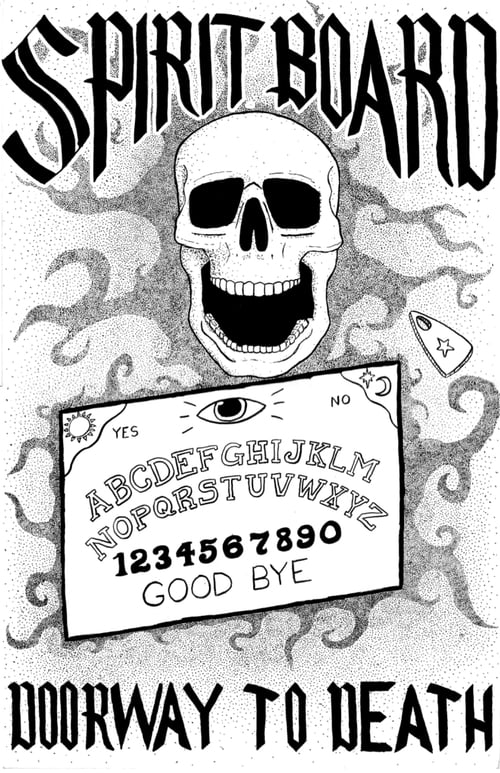 SPIRIT BOARD
YES
NO
ABCDEFGHIJKLM
NOPQRSTUVWXYZ
1234567890
GOOD BYE
DOORWAY TO DEATH